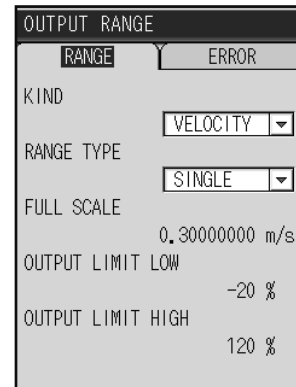 OUTPUT RANGE
RANGE ERROR
KIND
VELOCITY
RANGE TYPE
SINGLE
FULL SCALE
0.30000000 m/s
OUTPUT LIMIT LOW
-20 %
OUTPUT LIMIT HIGH
120 %